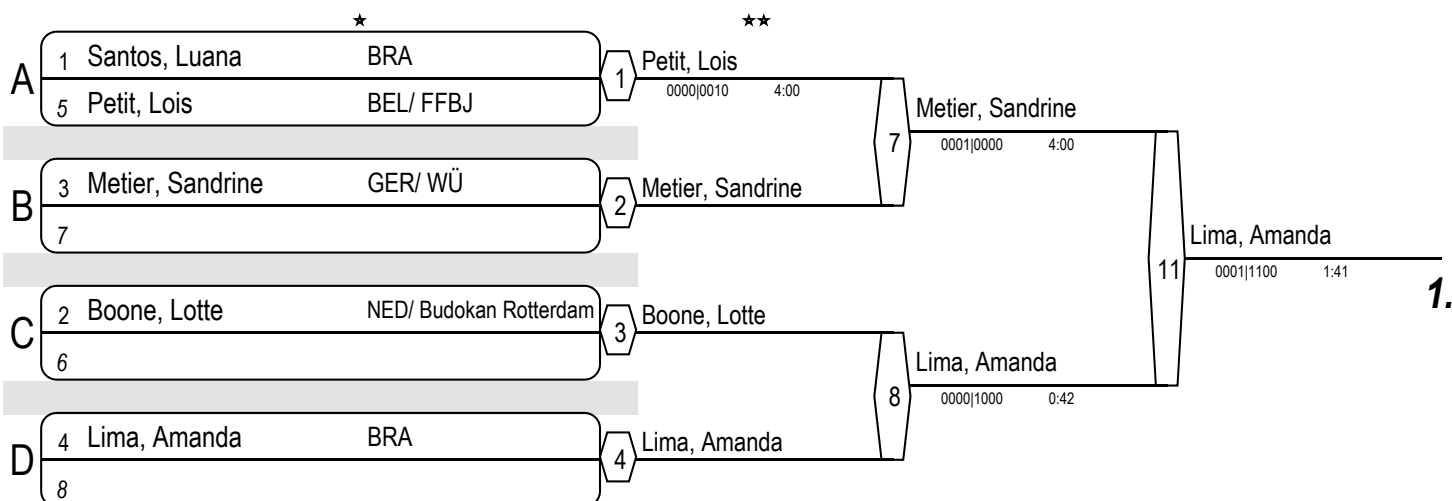 ★ ★★
A
1 Santos, Luana BRA
5 Petit, Lois BEL/ FFBJ
1 Petit, Lois
0000|0010 4:00
7 Metier, Sandrine
0001|0000 4:00
B
3 Metier, Sandrine GER/ WÜ
7
2 Metier, Sandrine
11 Lima, Amanda
0001|1100 1:41
1.
C
2 Boone, Lotte NED/ Budokan Rotterdam
6
3 Boone, Lotte
8 Lima, Amanda
0000|1000 0:42
D
4 Lima, Amanda BRA
8
4 Lima, Amanda